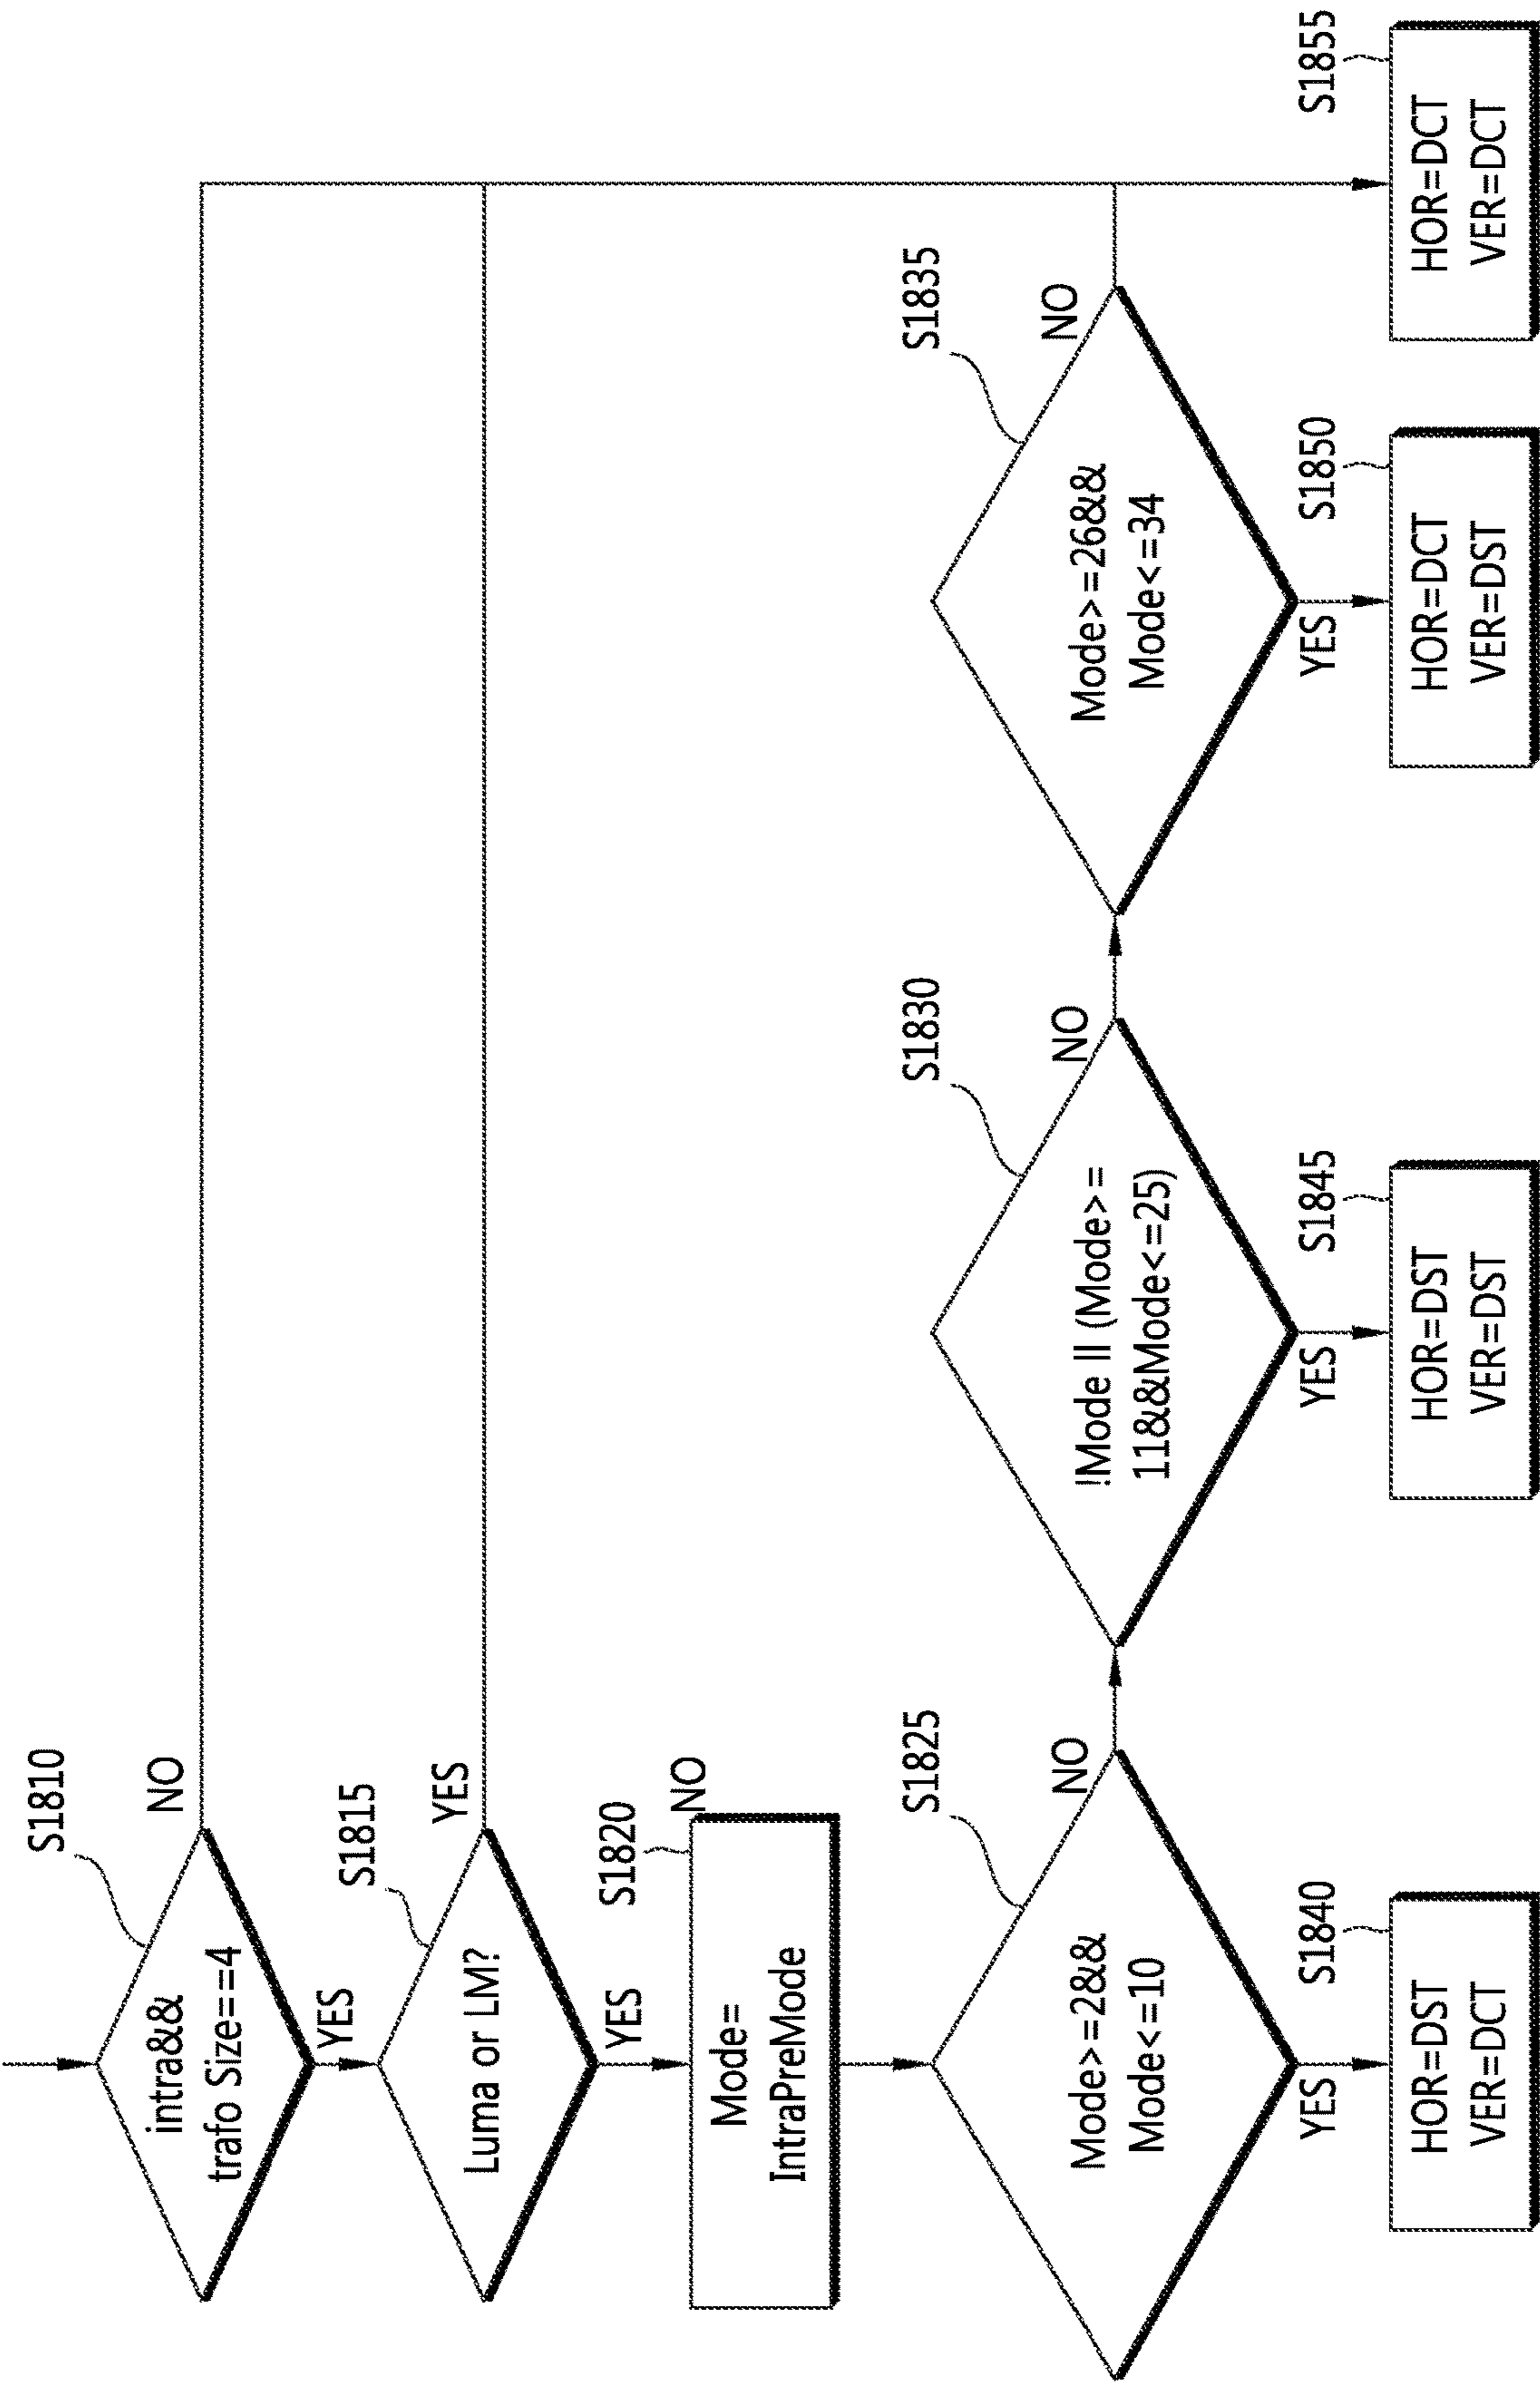 S1810
intra&&
trafo Size==4
NO
YES
S1815
Luma or LM?
YES
YES
S1820
NO
Mode=
IntraPreMode
S1825
Mode>=2&&
Mode<=10
NO
YES
S1830
!Mode II (Mode>=
11&&Mode<=25)
NO
YES
S1835
Mode>=26&&
Mode<=34
NO
YES
S1840
HOR=DST
VER=DCT
S1845
HOR=DST
VER=DST
S1850
HOR=DCT
VER=DST
S1855
HOR=DCT
VER=DCT